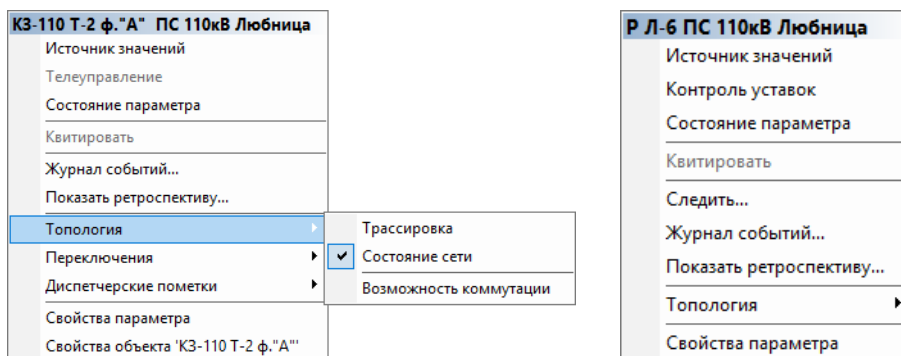 КЗ-110 Т-2 ф."А"  ПС 110кВ Любница
Источник значений
Телеуправление
Состояние параметра
Квитировать
Журнал событий...
Показать ретроспективу...
Топология
Переключения
Диспетчерские пометки
Свойства параметра
Свойства объекта 'КЗ-110 Т-2 ф."А"'
Трассировка
Состояние сети
Возможность коммутации
Р Л-6 ПС 110кВ Любница
Источник значений
Контроль уставок
Состояние параметра
Квитировать
Следить...
Журнал событий...
Показать ретроспективу...
Топология
Свойства параметра